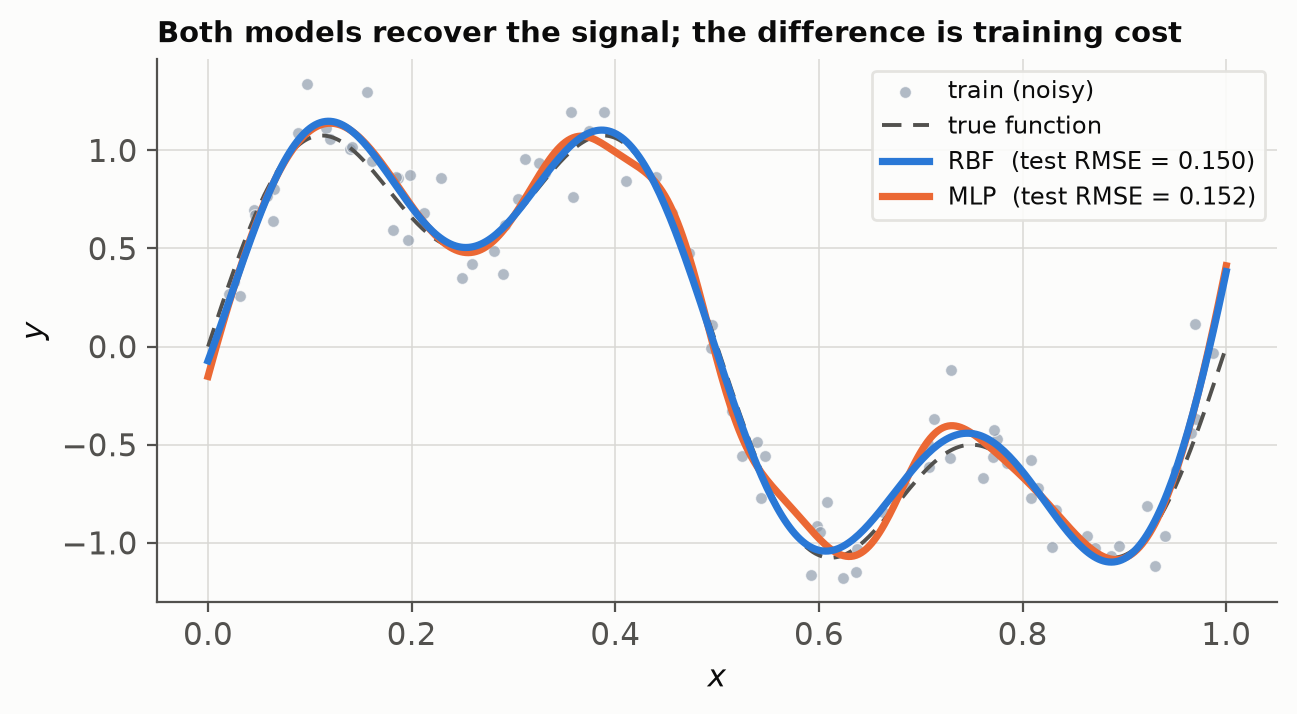 Both models recover the signal; the difference is training cost
train (noisy)
true function
RBF (test RMSE = 0.150)
MLP (test RMSE = 0.152)
1.0
0.5
0.0
−0.5
−1.0
y
0.0 0.2 0.4 0.6 0.8 1.0
x